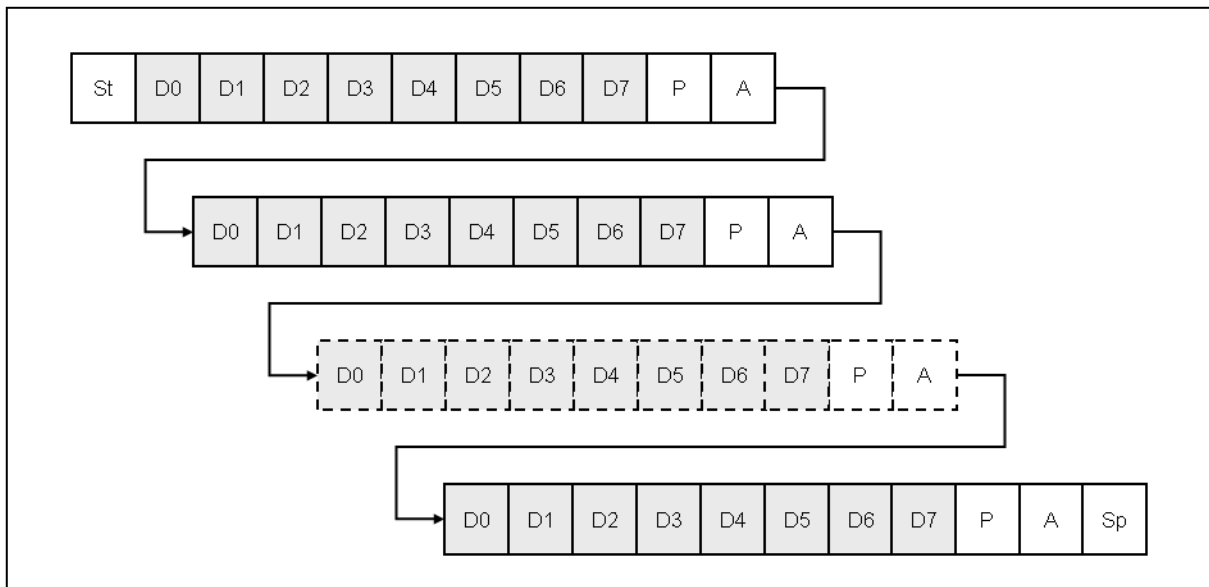 St D0 D1 D2 D3 D4 D5 D6 D7 P A
D0 D1 D2 D3 D4 D5 D6 D7 P A
D0 D1 D2 D3 D4 D5 D6 D7 P A
D0 D1 D2 D3 D4 D5 D6 D7 P A Sp